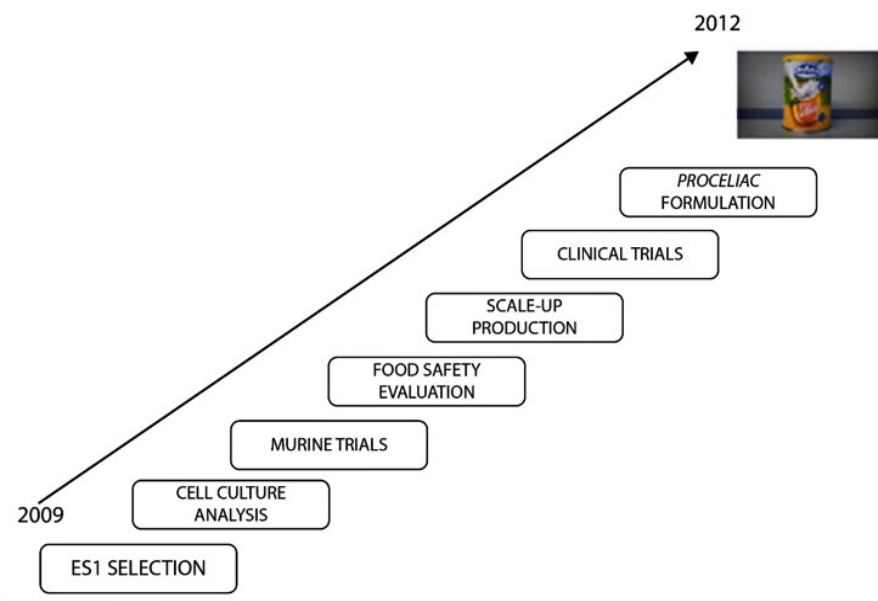 2012
PROCELIAC
FORMULATION
CLINICAL TRIALS
SCALE-UP
PRODUCTION
FOOD SAFETY
EVALUATION
MURINE TRIALS
CELL CULTURE
ANALYSIS
2009
ES1 SELECTION